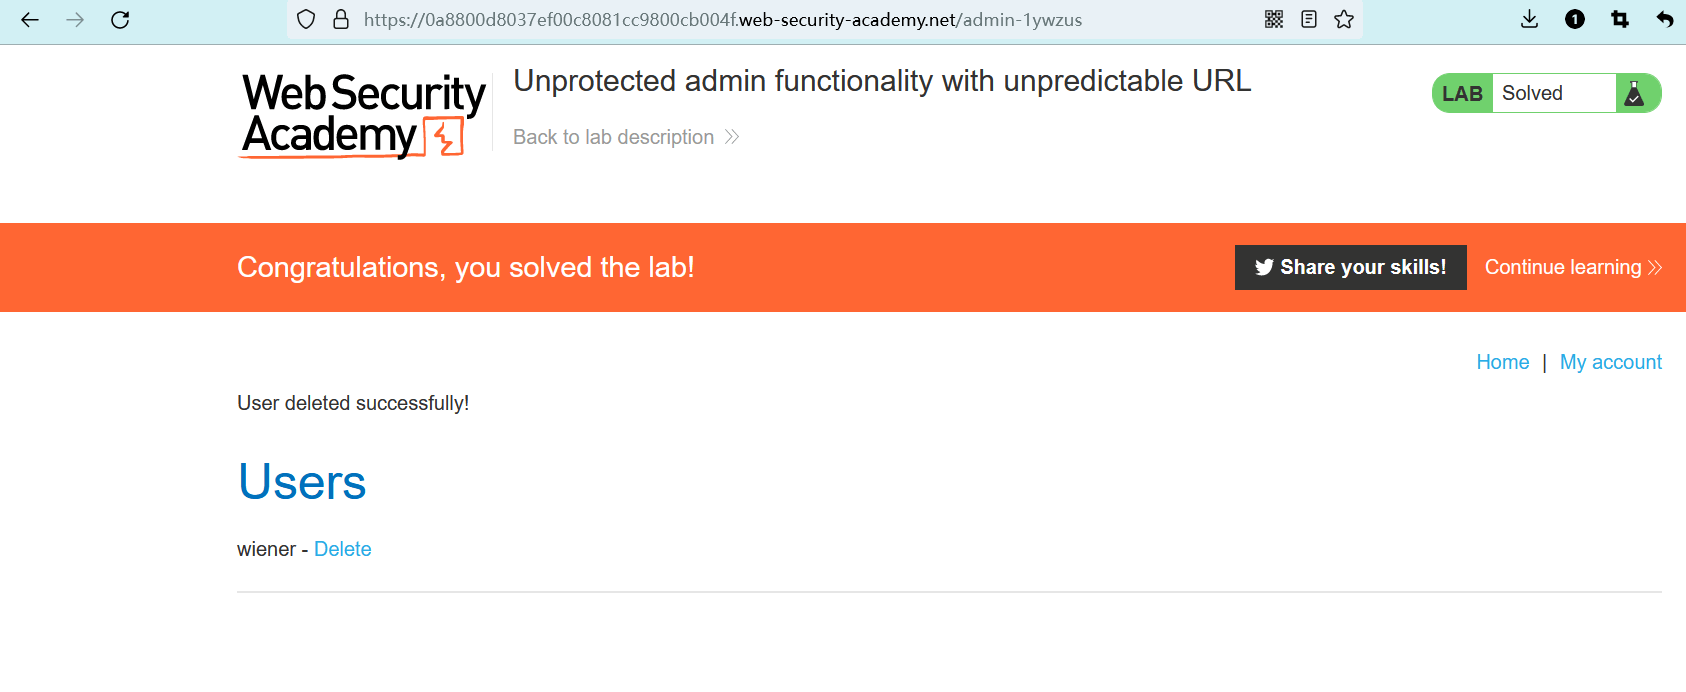 https://0a8800d8037ef00c8081cc9800cb004f.web-security-academy.net/admin-1ywzus
1
Web Security
Academy
Unprotected admin functionality with unpredictable URL
Back to lab description
LAB Solved
Congratulations, you solved the lab!
Share your skills!
Continue learning
Home | My account
User deleted successfully!
Users
wiener - Delete